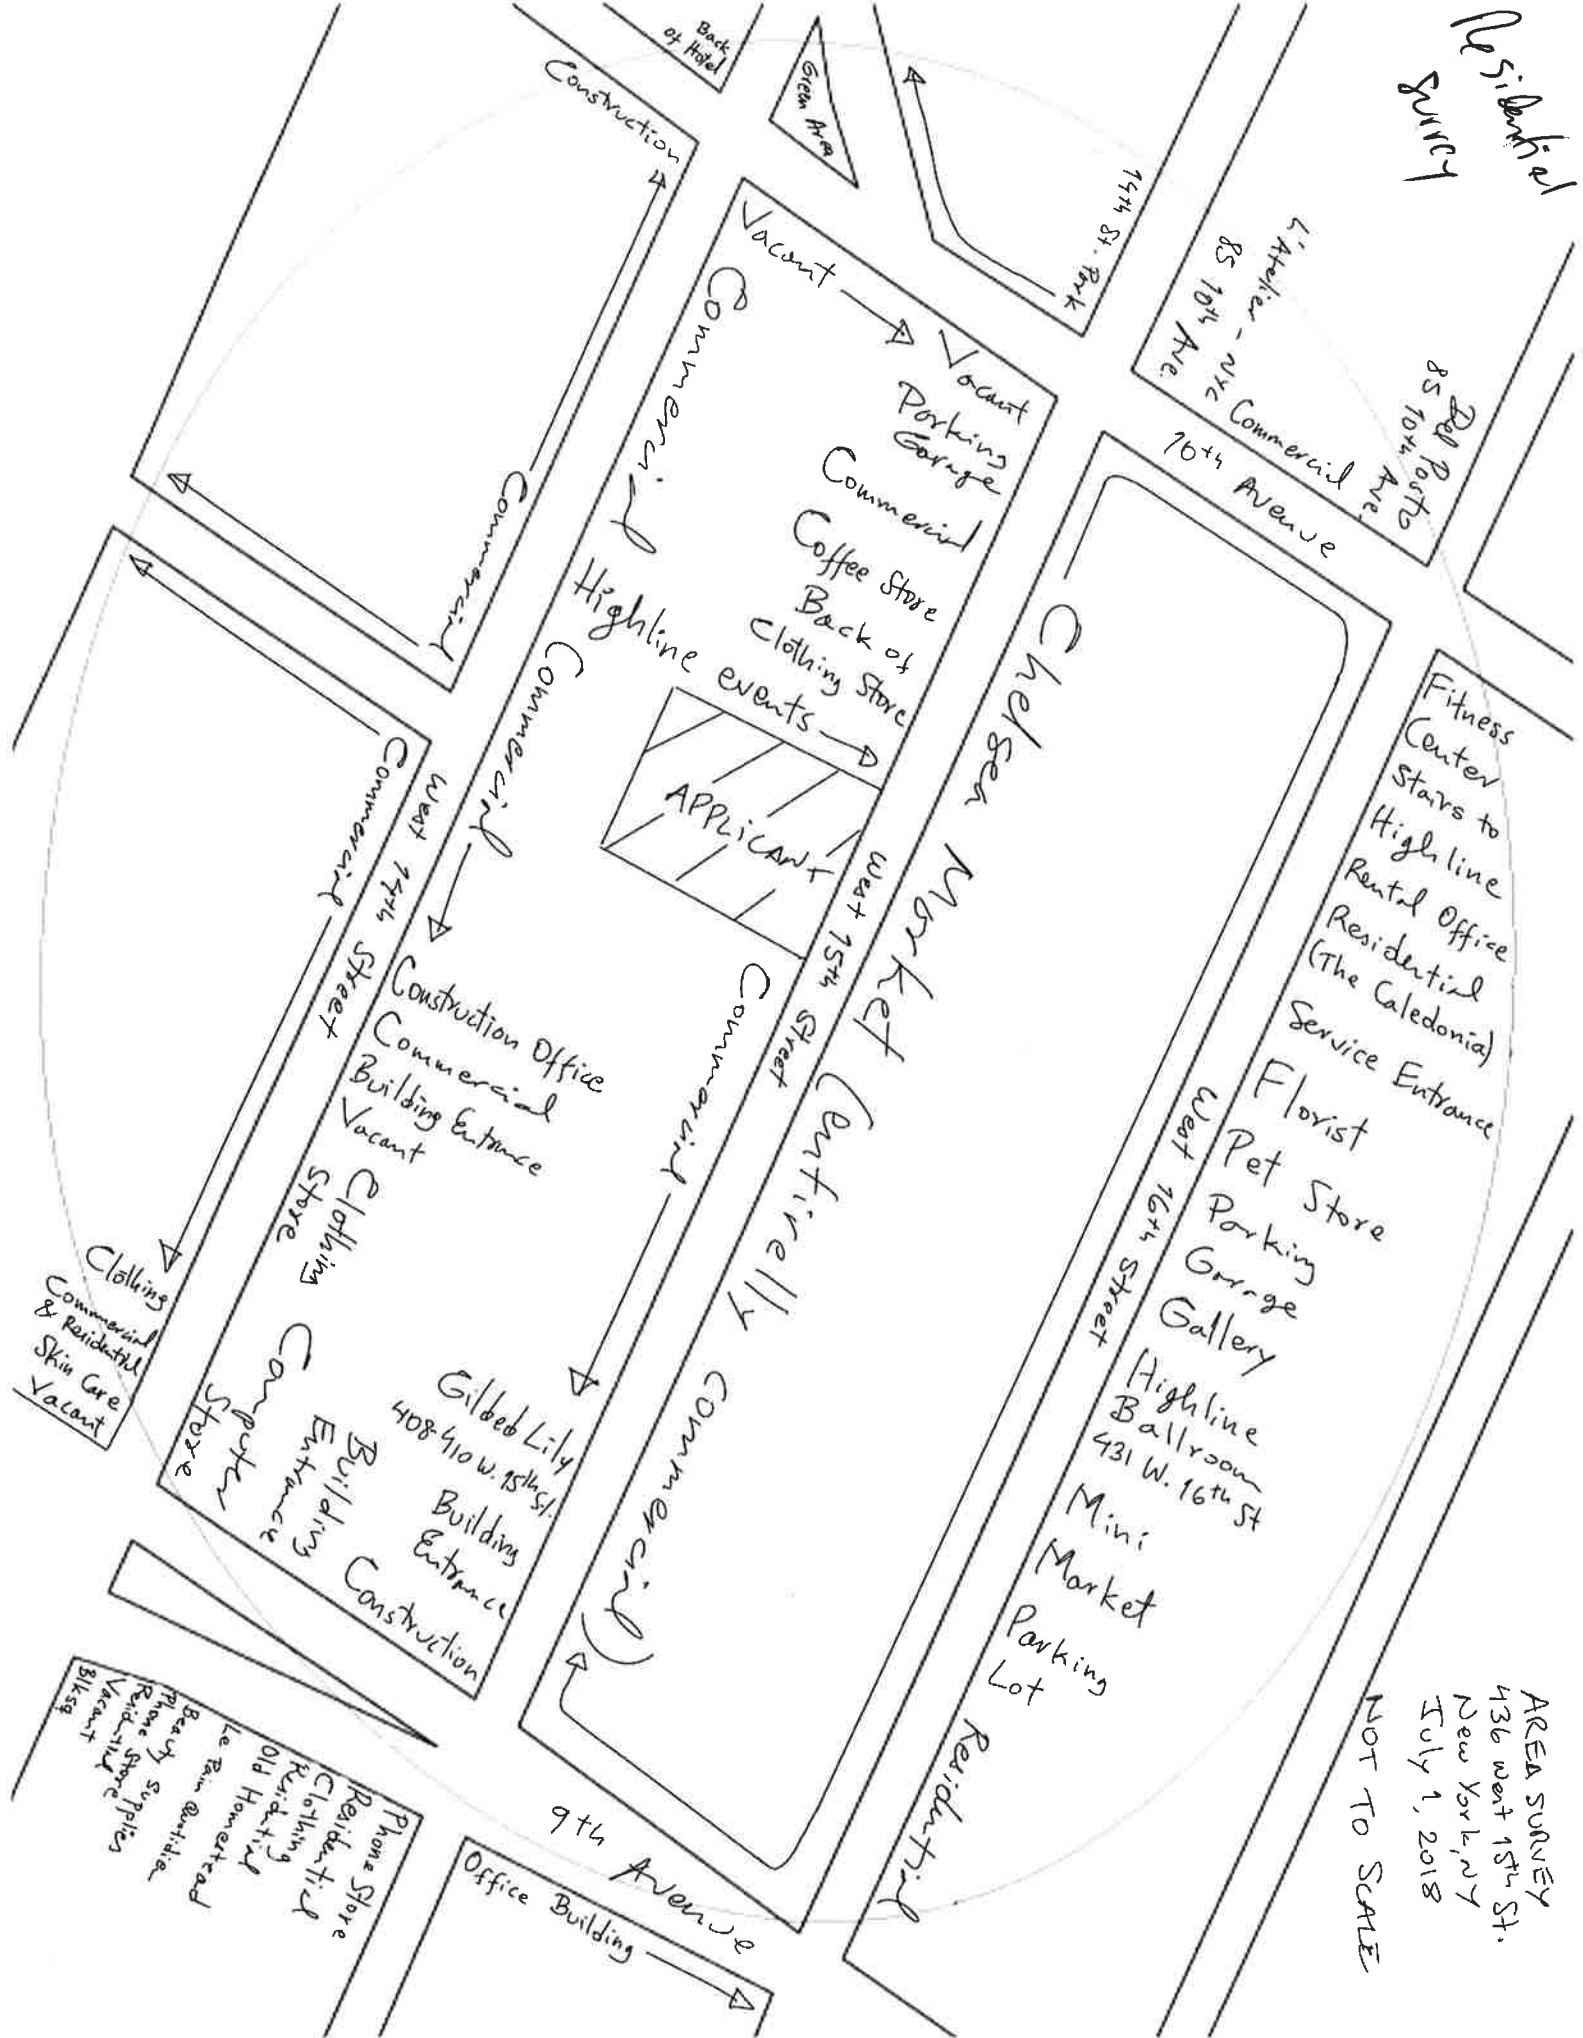 Residential
Survey
AREA SURVEY
436 West 15th St.
New York, NY
July 1, 2018
NOT TO SCALE
Back
of Hotel
Green Area
14th St. Park
L'Atelier - NYC
85 10th Ave.
Commercial
Del Posto
85 10th Ave.
10th Avenue
Construction
Commercial
Commercial
Vacant
Vacant
Parking
Garage
Commercial
Coffee Store
Back of
Clothing Store
Highline events
APPLICANT
Commercial
Commercial
Construction Office
Commercial
Building Entrance
Vacant
Clothing
Store
Computer
Store
Building
Entrance
Commercial
Gilded Lily
408-410 W. 15th St.
Building
Entrance
Construction
West 15th Street
Chelsea Market (entirelly commercial)
West 16th Street
Fitness
Center
Stairs to
Highline
Rental Office
Residential
(The Caledonia)
Service Entrance
Florist
Pet Store
Parking
Garage
Gallery
Highline
Ballroom
431 W. 16th St
Mini
Market
Parking
Lot
Residential
West 14th Street
Commercial
Clothing
Commercial
& Residential
Skin Care
Vacant
9th Avenue
Office Building
Phone Store
Residential
Clothing
Residential
Old Homestead
Le Pain Quotidien
Beauty Supplies
Phone Store
Residential
Vacant
Blksq